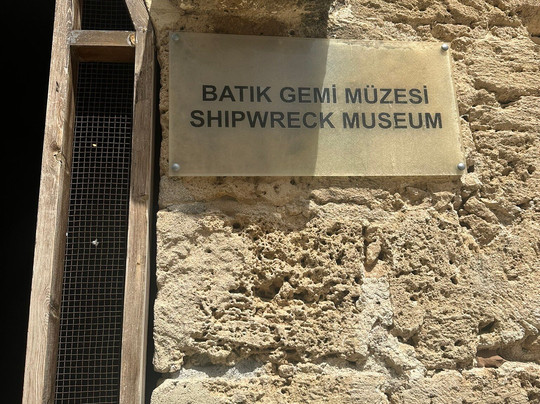 BATIK GEMİ MÜZESİ
SHIPWRECK MUSEUM